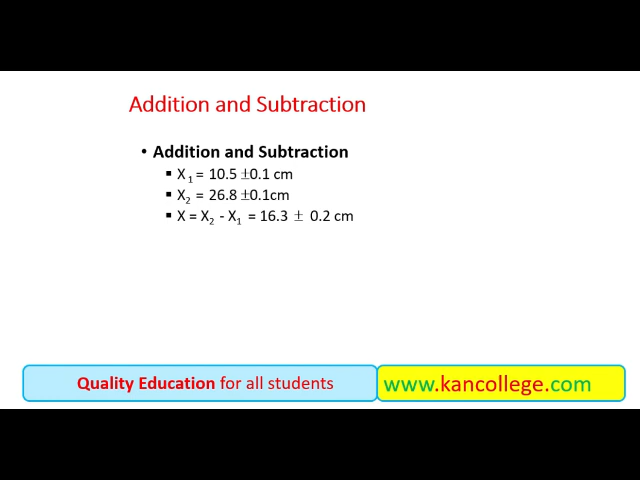 Addition and Subtraction
• Addition and Subtraction
▪ X₁ = 10.5 ±0.1 cm
▪ X₂ = 26.8 ±0.1cm
▪ X = X₂ - X₁ = 16.3 ± 0.2 cm
Quality Education for all students
www.kancollege.com